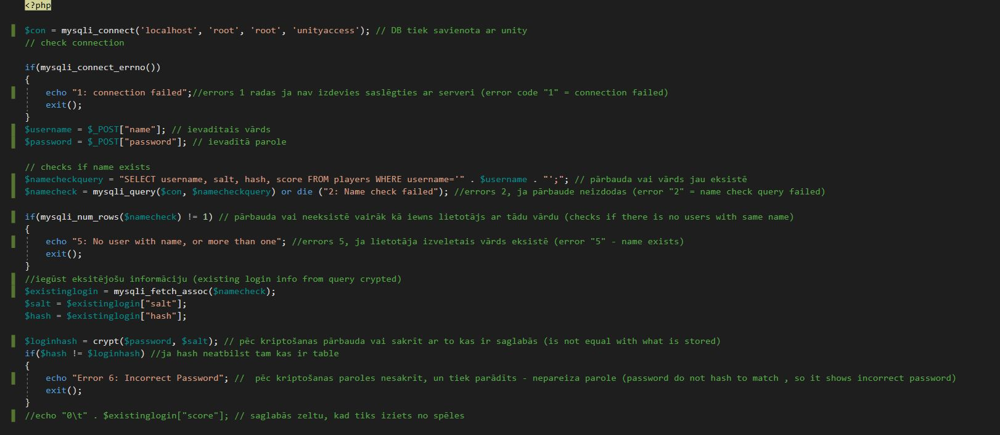 <?php
$con = mysqli_connect('localhost', 'root', 'root', 'unityaccess'); // DB tiek savienota ar unity
// check connection
if(mysqli_connect_errno())
{
echo "1: connection failed";//errors 1 radas ja nav izdevies saslēgties ar serveri (error code "1" = connection failed)
exit();
}
$username = $_POST["name"]; // ievaditais vārds
$password = $_POST["password"]; // ievadītā parole
// checks if name exists
$namecheckquery = "SELECT username, salt, hash, score FROM players WHERE username='" . $username . "';"; // pārbauda vai vārds jau eksistē
$namecheck = mysqli_query($con, $namecheckquery) or die ("2: Name check failed"); //errors 2, ja pārbaude neizdodas (error "2" = name check query failed)
if(mysqli_num_rows($namecheck) != 1) // pārbauda vai neeksistē vairāk kā iewns lietotājs ar tādu vārdu (checks if there is no users with same name)
{
echo "5: No user with name, or more than one"; //errors 5, ja lietotāja izveletais vārds eksistē (error "5" - name exists)
exit();
}
//iegūst eksitējošu informāciju (existing login info from query crypted)
$existinglogin = mysqli_fetch_assoc($namecheck);
$salt = $existinglogin["salt"];
$hash = $existinglogin["hash"];
$loginhash = crypt($password, $salt); // pēc kriptošanas pārbauda vai sakrīt ar to kas ir saglabās (is not equal with what is stored)
if($hash != $loginhash) //ja hash neatbilst tam kas ir table
{
echo "Error 6: Incorrect Password"; //  pēc kriptošanas paroles nesakrīt, un tiek parādīts - nepareiza parole (password do not hash to match , so it shows incorrect password)
exit();
}
//echo "0\t" . $existinglogin["score"]; // saglabās zeltu, kad tiks iziets no spēles